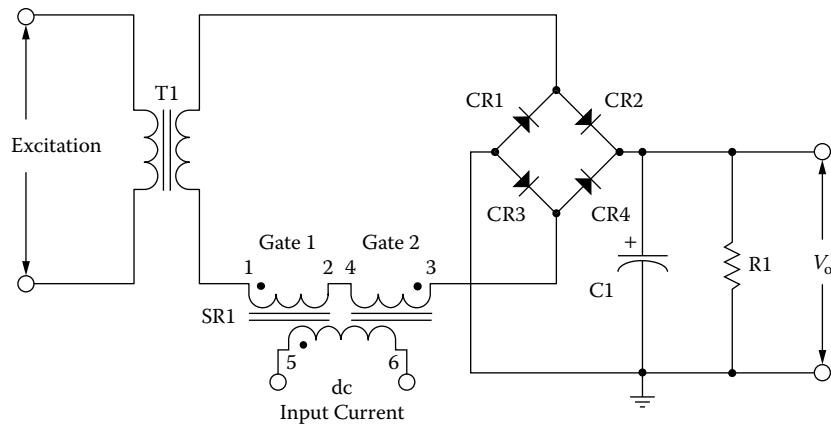 T1
CR1
CR2
Excitation
CR3
CR4
Gate 1
Gate 2
1
2
4
3
+
C1
R1
Vo
SR1
5
6
dc
Input Current